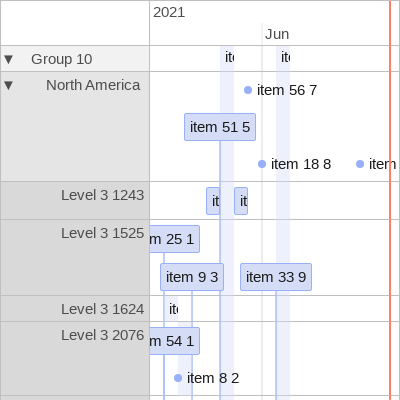 2021
Jun
▼ Group 10
▼ North America
item 56 7
item 51 5
item 18 8
item
Level 3 1243
Level 3 1525
m 25 1
item 9 3
item 33 9
Level 3 1624
Level 3 2076
m 54 1
item 8 2